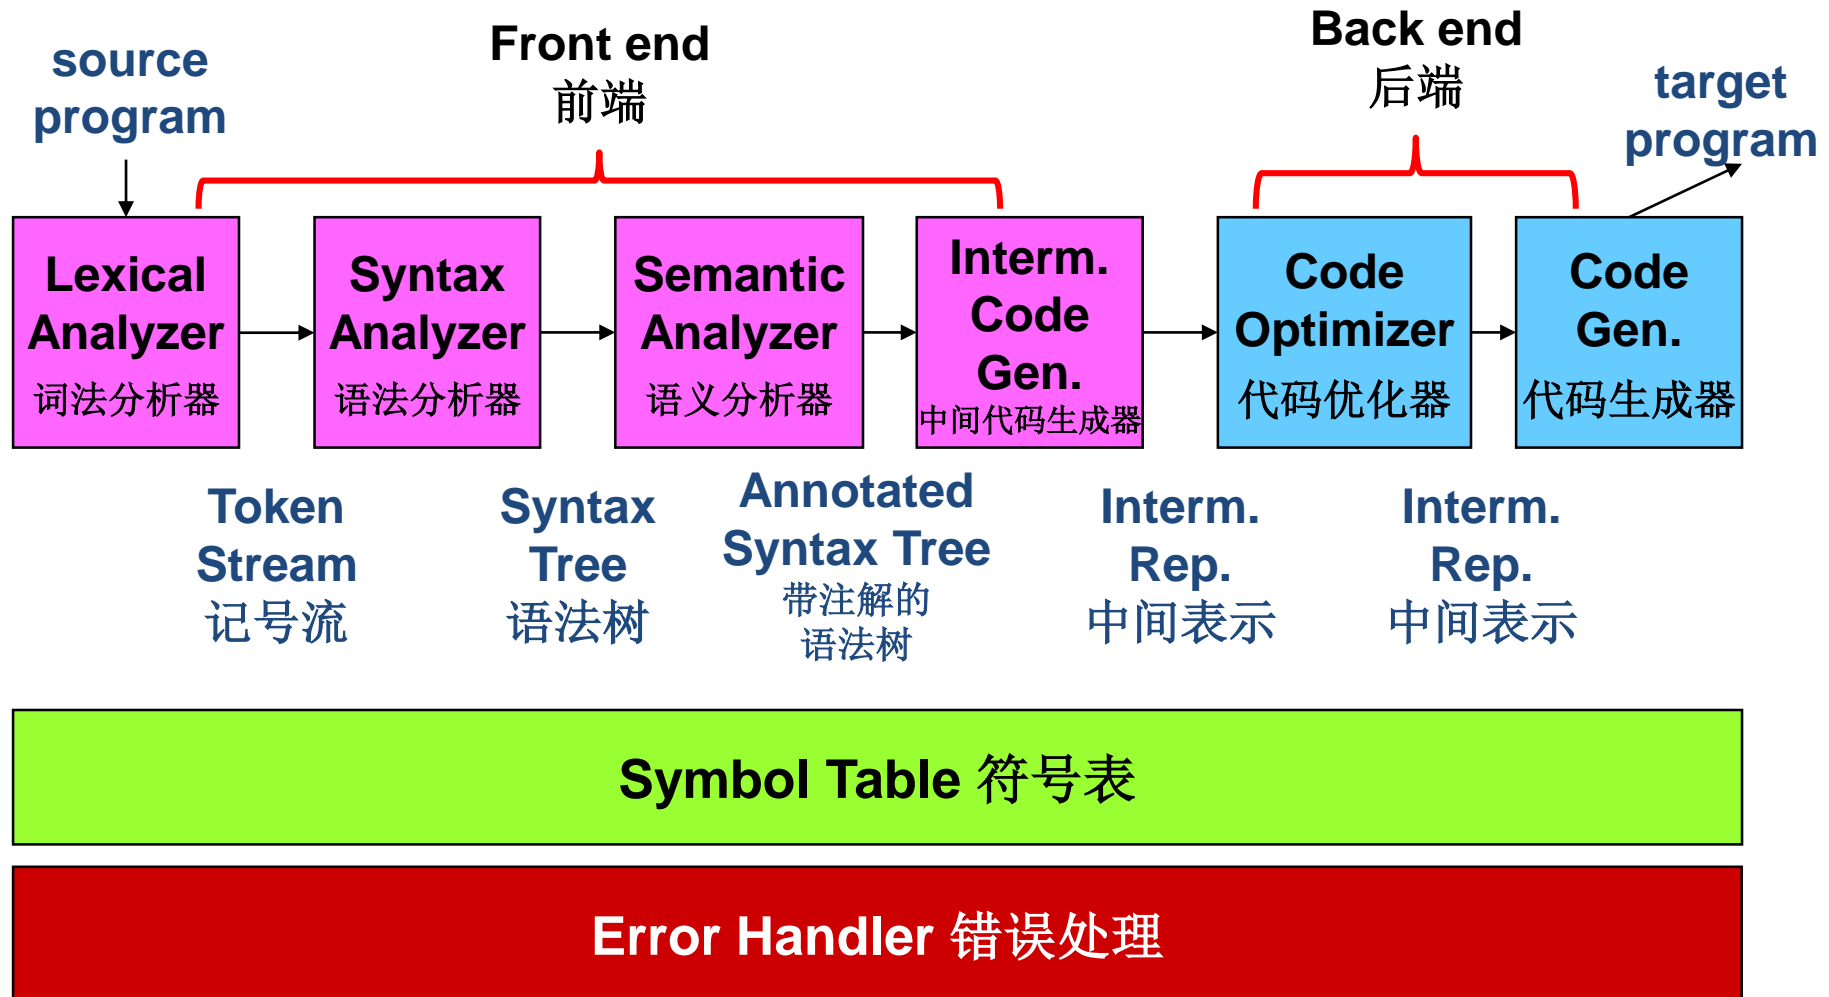 source
program
Front end
前端
Back end
后端
target
program
Lexical
Analyzer
词法分析器
Syntax
Analyzer
语法分析器
Semantic
Analyzer
语义分析器
Interm.
Code
Gen.
中间代码生成器
Code
Optimizer
代码优化器
Code
Gen.
代码生成器
Token
Stream
记号流
Syntax
Tree
语法树
Annotated
Syntax Tree
带注解的
语法树
Interm.
Rep.
中间表示
Interm.
Rep.
中间表示
Symbol Table 符号表
Error Handler 错误处理